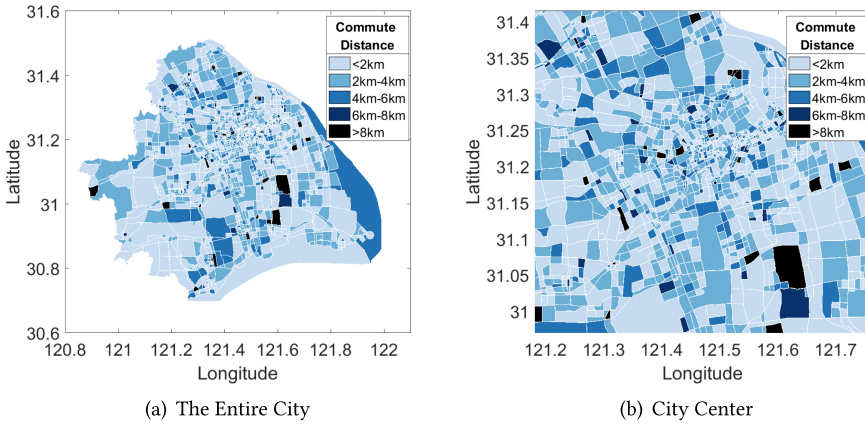 31.6
31.4
31.2
31
30.8
30.6
Latitude
120.8 121 121.2 121.4 121.6 121.8 122
Longitude
Commute
Distance
<2km
2km-4km
4km-6km
6km-8km
>8km
(a) The Entire City
31.4
31.35
31.3
31.25
31.2
31.15
31.1
31.05
31
Latitude
121.2 121.3 121.4 121.5 121.6 121.7
Longitude
Commute
Distance
<2km
2km-4km
4km-6km
6km-8km
>8km
(b) City Center